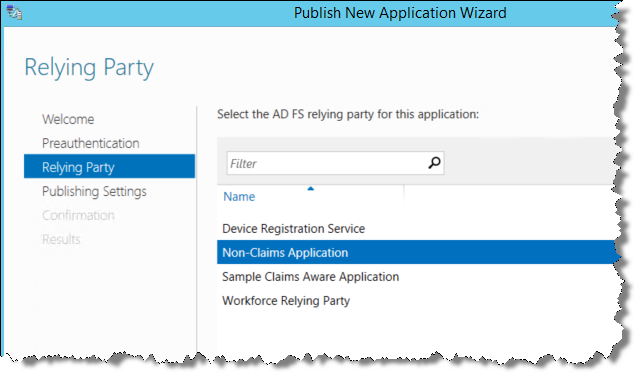 Publish New Application Wizard
Relying Party
Welcome
Preauthentication
Relying Party
Publishing Settings
Confirmation
Results
Select the AD FS relying party for this application:
Filter
Name
Device Registration Service
Non-Claims Application
Sample Claims Aware Application
Workforce Relying Party